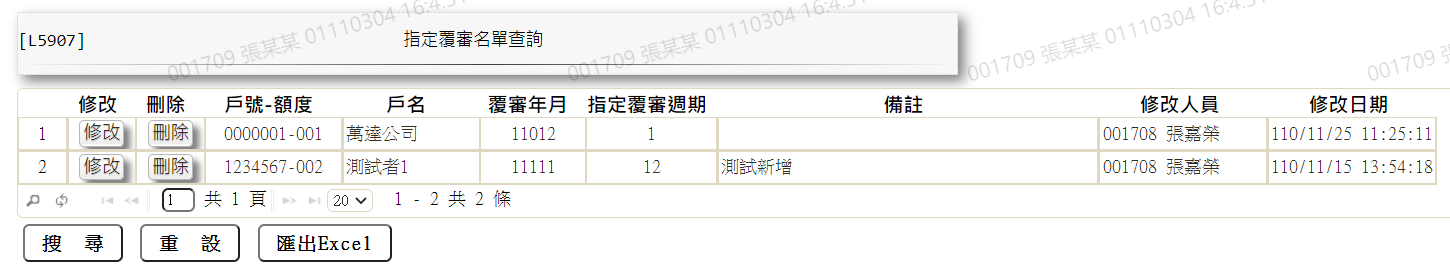 [L5907] 指定覆審名單查詢
001709 張某某 01110304 16:4
001709 張某某 01110304 16:4
001709 張某某 01110304 16:4
001709
修改 刪除 戶號-額度 戶名 覆審年月 指定覆審週期 備註 修改人員 修改日期
1 修改 刪除 0000001-001 萬達公司 11012 1 001708 張嘉榮 110/11/25 11:25:11
2 修改 刪除 1234567-002 測試者1 11111 12 測試新增 001708 張嘉榮 110/11/15 13:54:18
1 共 1 頁 20 1 - 2 共 2 條
搜 尋 重 設 匯出Excel